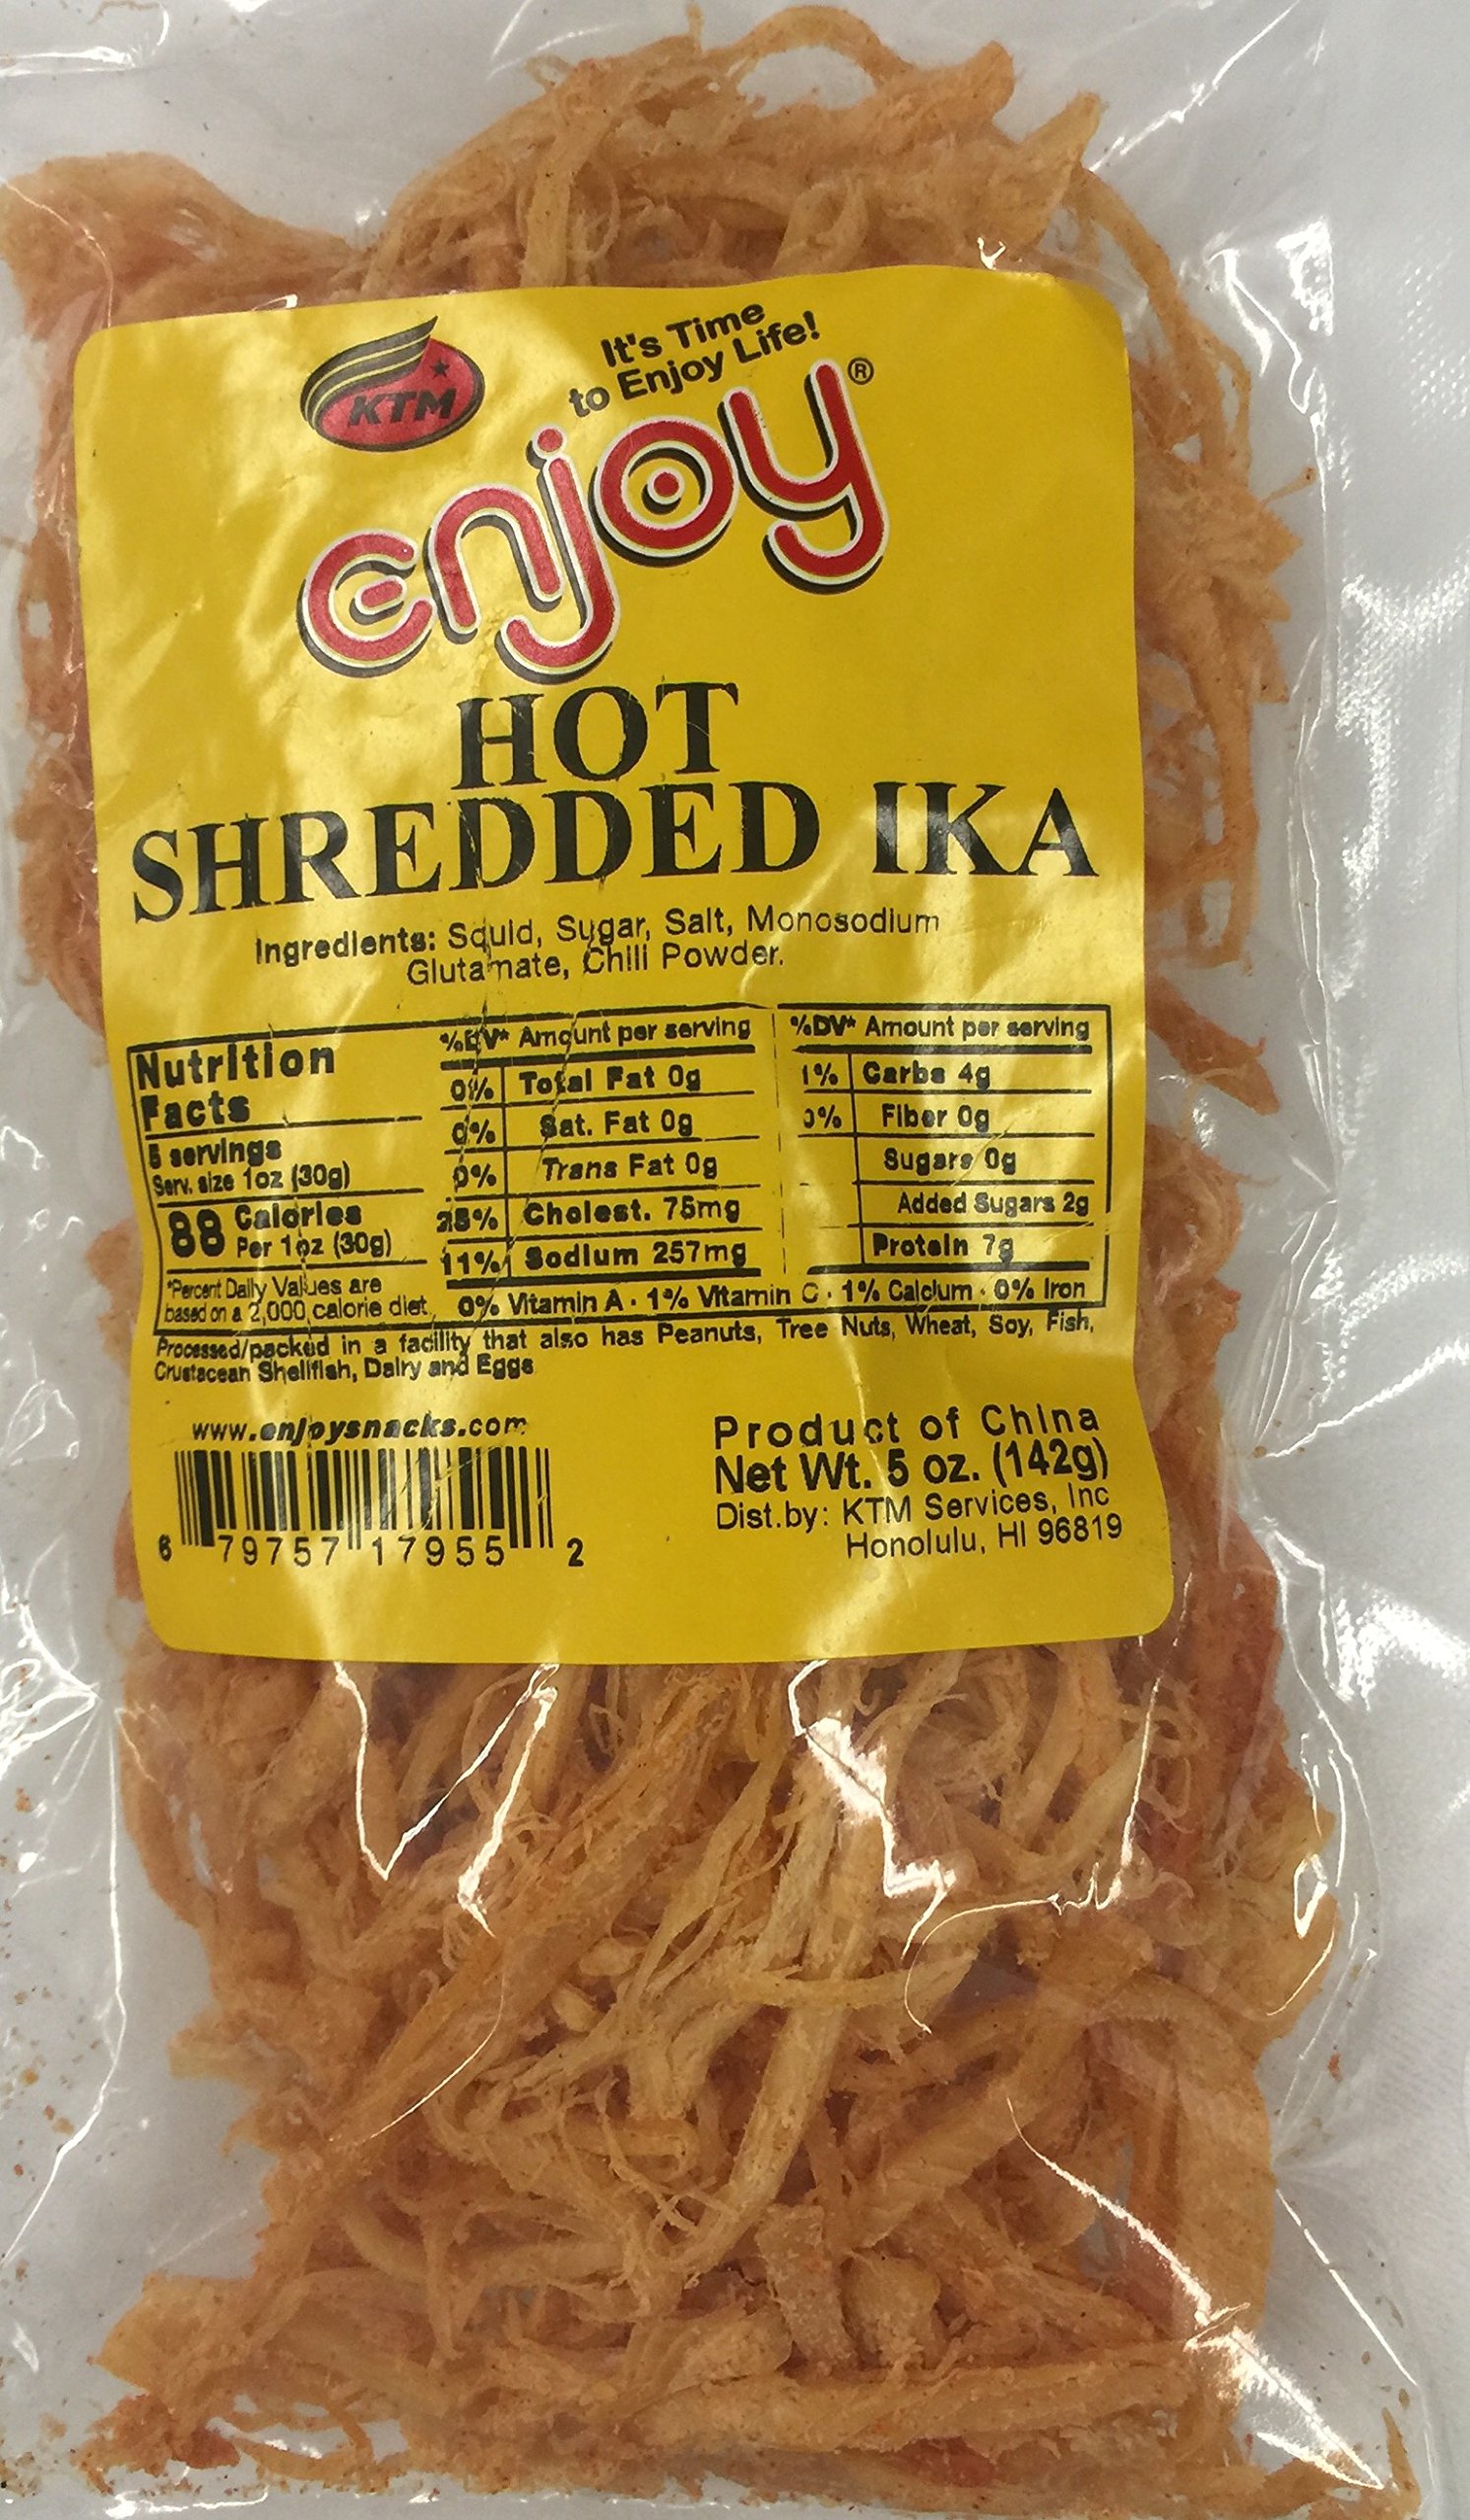 KTM
It's Time
to Enjoy Life!
enjoy®
HOT
SHREDDED IKA
Ingredients: Squid, Sugar, Salt, Monosodium
Glutamate, Chili Powder.
Nutrition
Facts
5 servings
Serv. size 1oz (30g)
88 Calories
Per 1oz (30g)
*Percent Daily Values are
based on a 2,000 calorie diet.
%DV* Amount per serving
0% Total Fat 0g
0% Sat. Fat 0g
0% Trans Fat 0g
25% Cholest. 75mg
11% Sodium 257mg
%DV* Amount per serving
1% Carbs 4g
0% Fiber 0g
Sugars 0g
Added Sugars 2g
Protein 7g
0% Vitamin A · 1% Vitamin C · 1% Calcium · 0% Iron
Processed/packed in a facility that also has Peanuts, Tree Nuts, Wheat, Soy, Fish,
Crustacean Shellfish, Dairy and Eggs
www.enjoysnacks.com
6 79757 17955 2
Product of China
Net Wt. 5 oz. (142g)
Dist.by: KTM Services, Inc
Honolulu, HI 96819